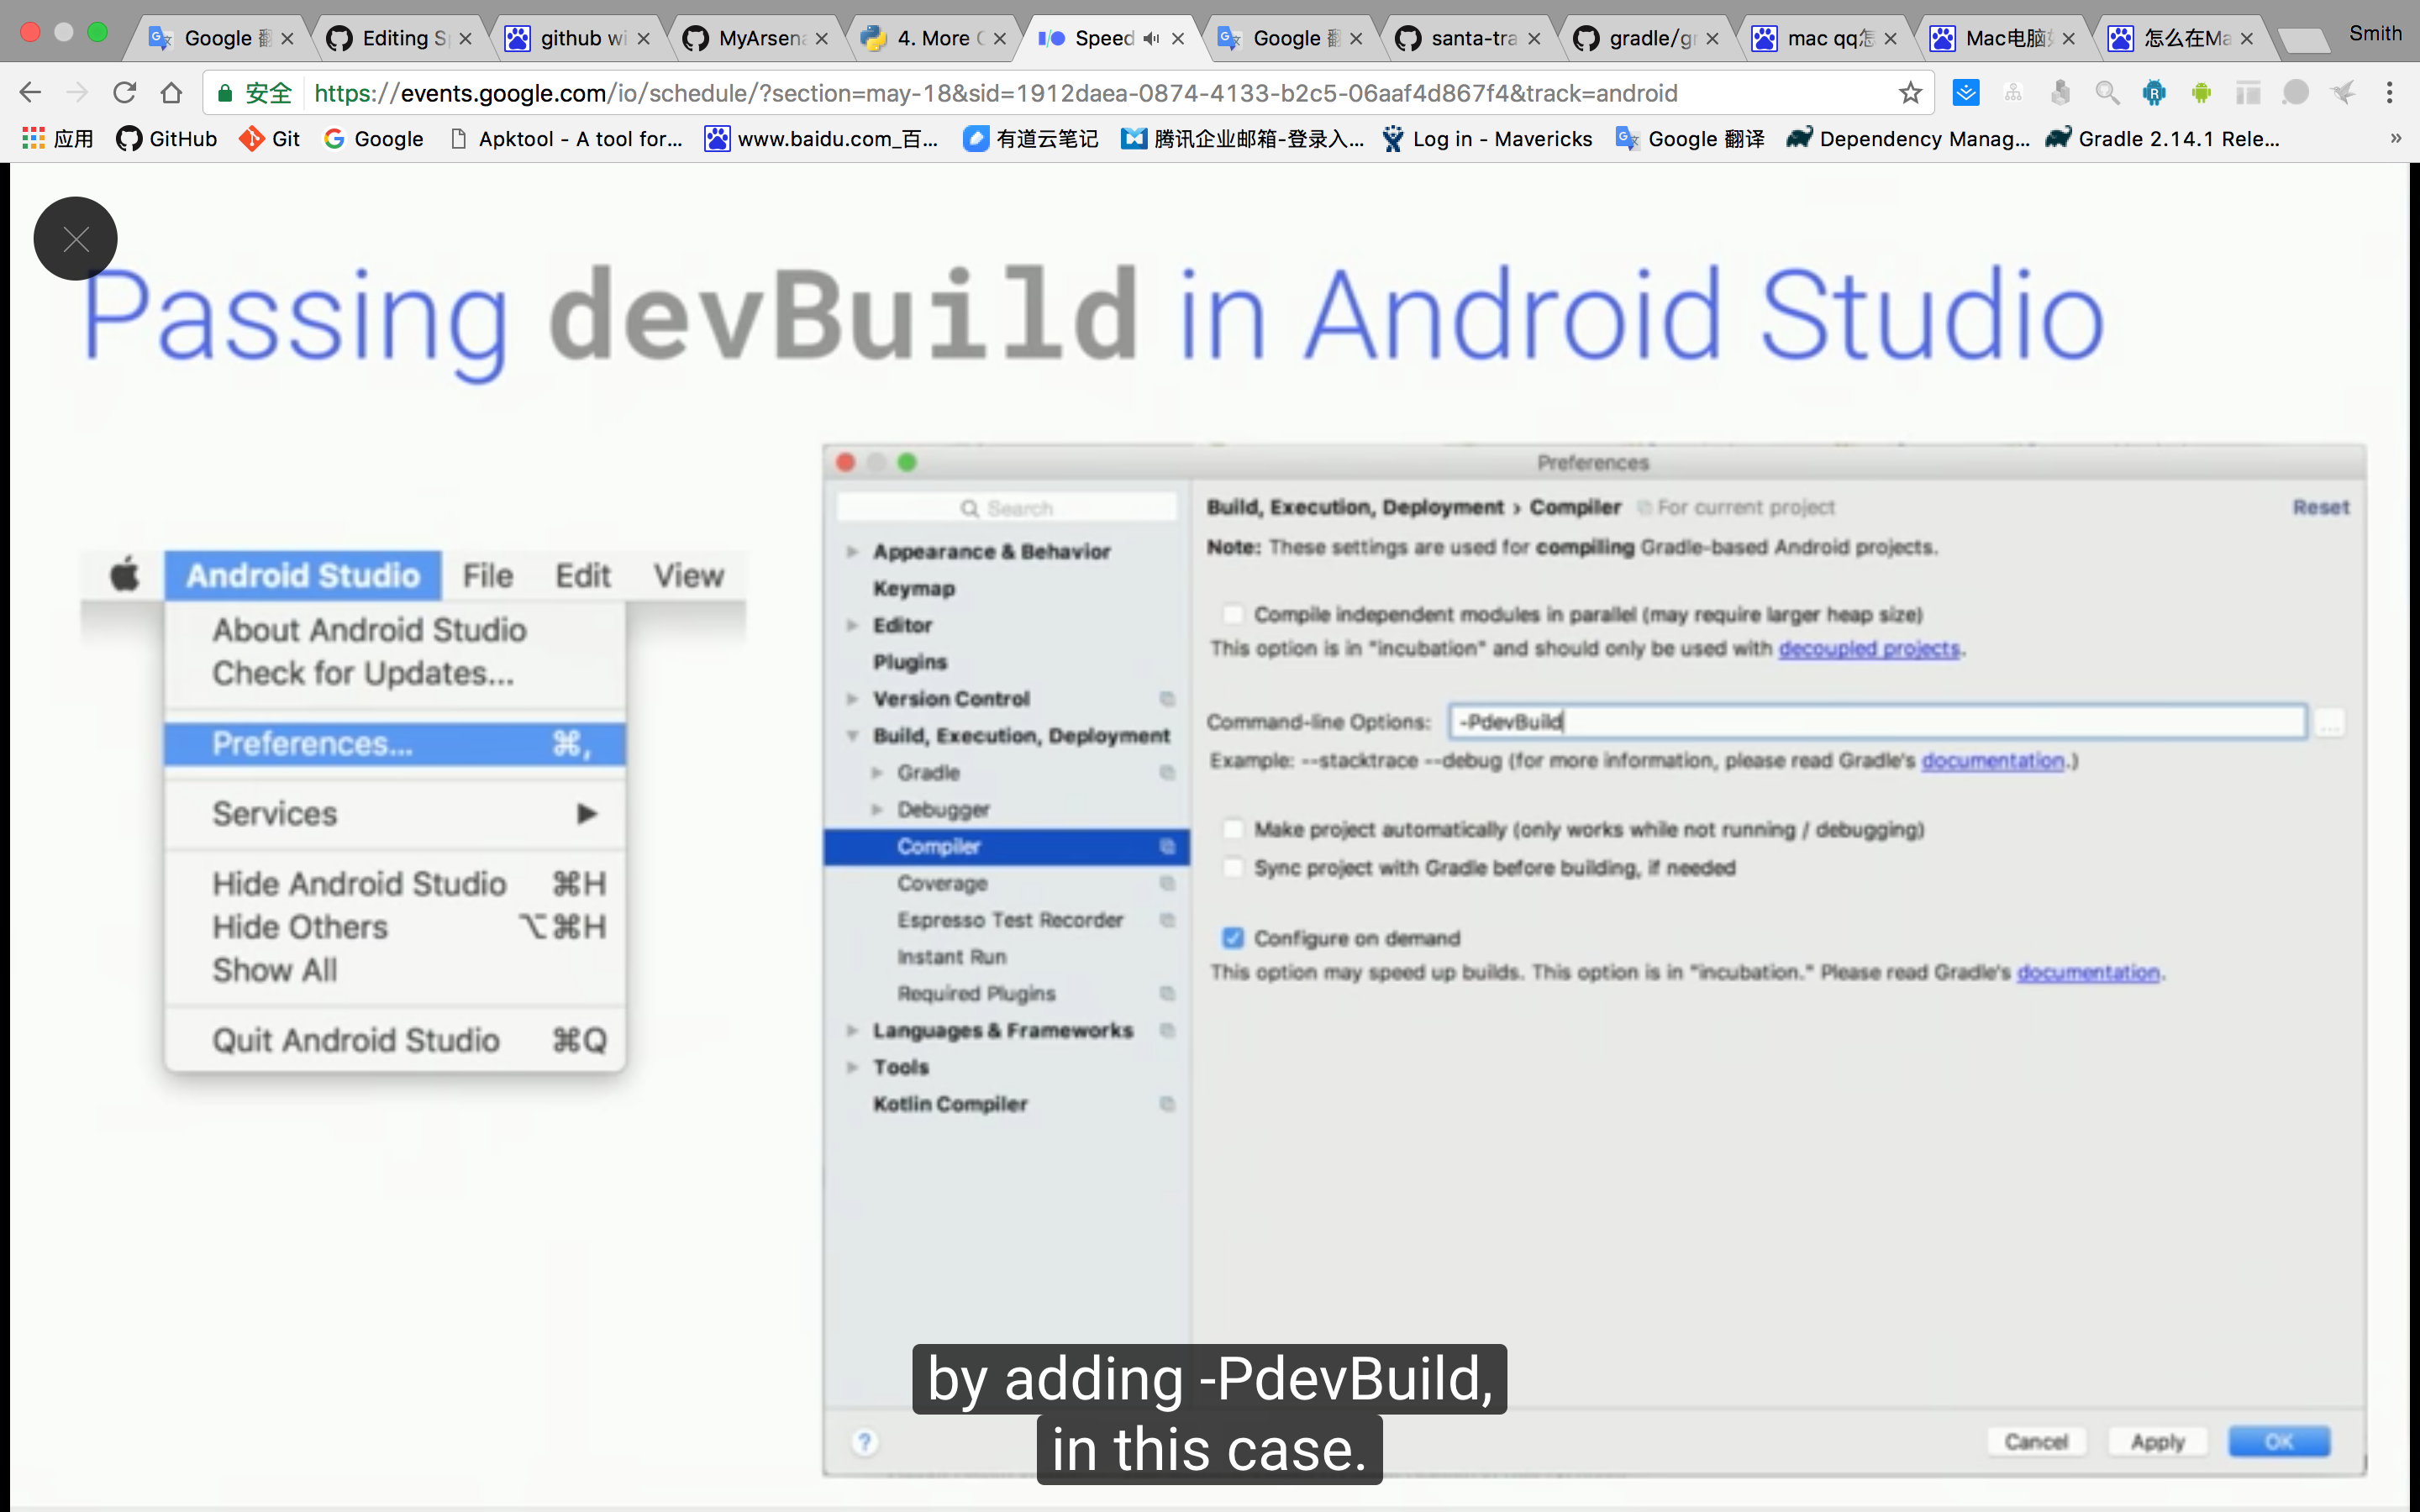 Google 翻
Editing S
github wi
MyArsena
4. More C
Speed
Google 翻
santa-tra
gradle/gr
mac qq怎
Mac电脑如
怎么在Ma
Smith
安全 https://events.google.com/io/schedule/?section=may-18&sid=1912daea-0874-4133-b2c5-06aaf4d867f4&track=android
应用 GitHub Git Google Apktool - A tool for... www.baidu.com_百... 有道云笔记 腾讯企业邮箱-登录入... Log in - Mavericks Google 翻译 Dependency Manag... Gradle 2.14.1 Rele... »
Passing devBuild in Android Studio
Android Studio File Edit View
About Android Studio
Check for Updates...
Preferences... ⌘,
Services ▶
Hide Android Studio ⌘H
Hide Others ⌥⌘H
Show All
Quit Android Studio ⌘Q
Preferences
Search
Appearance & Behavior
Keymap
Editor
Plugins
Version Control
Build, Execution, Deployment
Gradle
Debugger
Compiler
Coverage
Espresso Test Recorder
Instant Run
Required Plugins
Languages & Frameworks
Tools
Kotlin Compiler
Build, Execution, Deployment › Compiler For current project Reset
Note: These settings are used for compiling Gradle-based Android projects.
Compile independent modules in parallel (may require larger heap size)
This option is in "incubation" and should only be used with decoupled projects.
Command-line Options: -PdevBuild ...
Example: --stacktrace --debug (for more information, please read Gradle's documentation.)
Make project automatically (only works while not running / debugging)
Sync project with Gradle before building, if needed
Configure on demand
This option may speed up builds. This option is in "incubation." Please read Gradle's documentation.
? Cancel Apply OK
by adding -PdevBuild,
in this case.